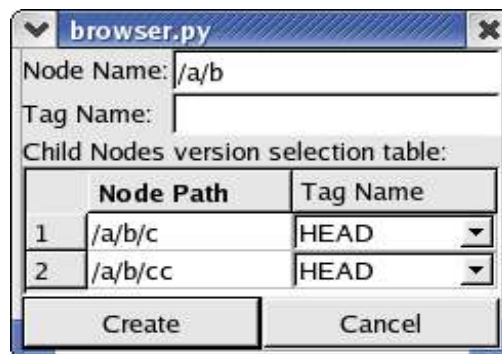 browser.py
Node Name: /a/b
Tag Name:
Child Nodes version selection table:
Node Path Tag Name
1 /a/b/c HEAD
2 /a/b/cc HEAD
Create Cancel